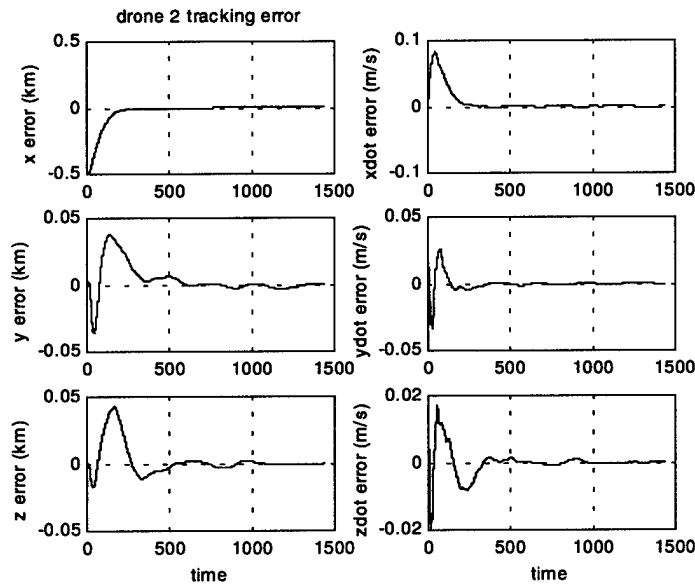 drone 2 tracking error
0.5
0
-0.5
x error (km)
0 500 1000 1500
0.1
0
-0.1
xdot error (m/s)
0 500 1000 1500
0.05
0
-0.05
y error (km)
0 500 1000 1500
0.05
0
-0.05
ydot error (m/s)
0 500 1000 1500
0.05
0
-0.05
z error (km)
0 500 1000 1500
time
0.02
0
-0.02
zdot error (m/s)
0 500 1000 1500
time